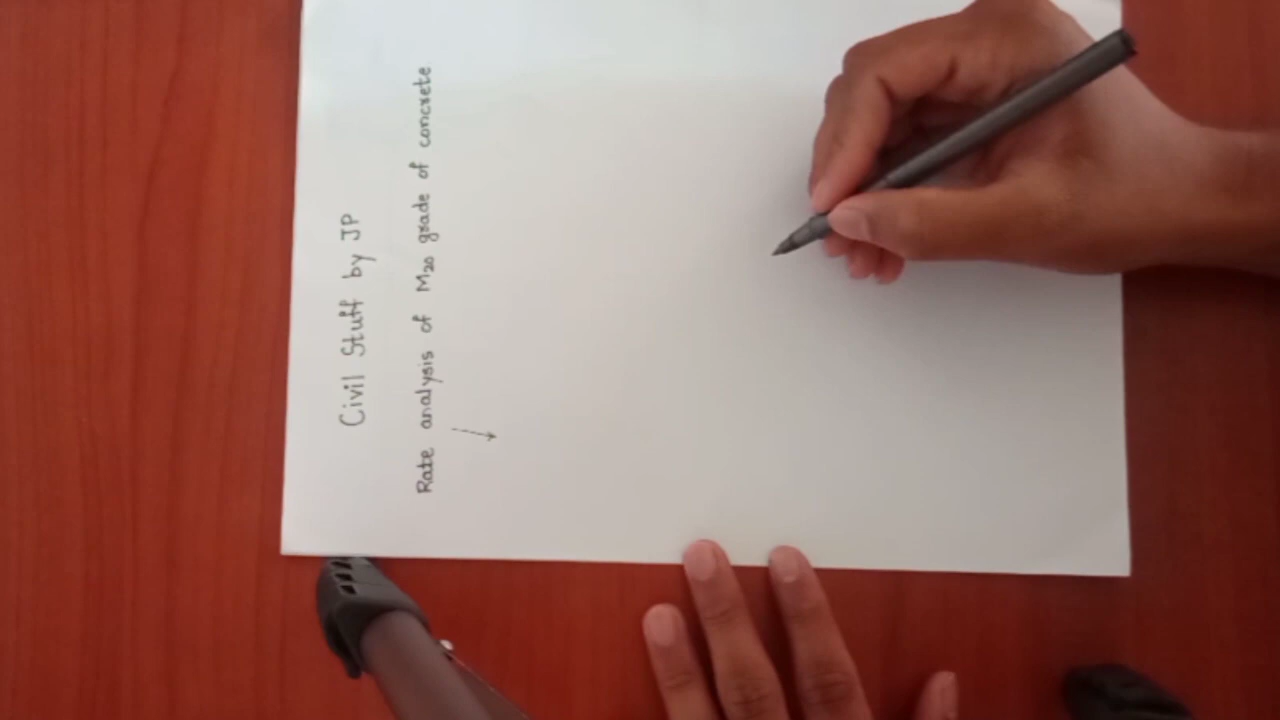 Civil Stuff by JP
Rate analysis of M20 grade of concrete